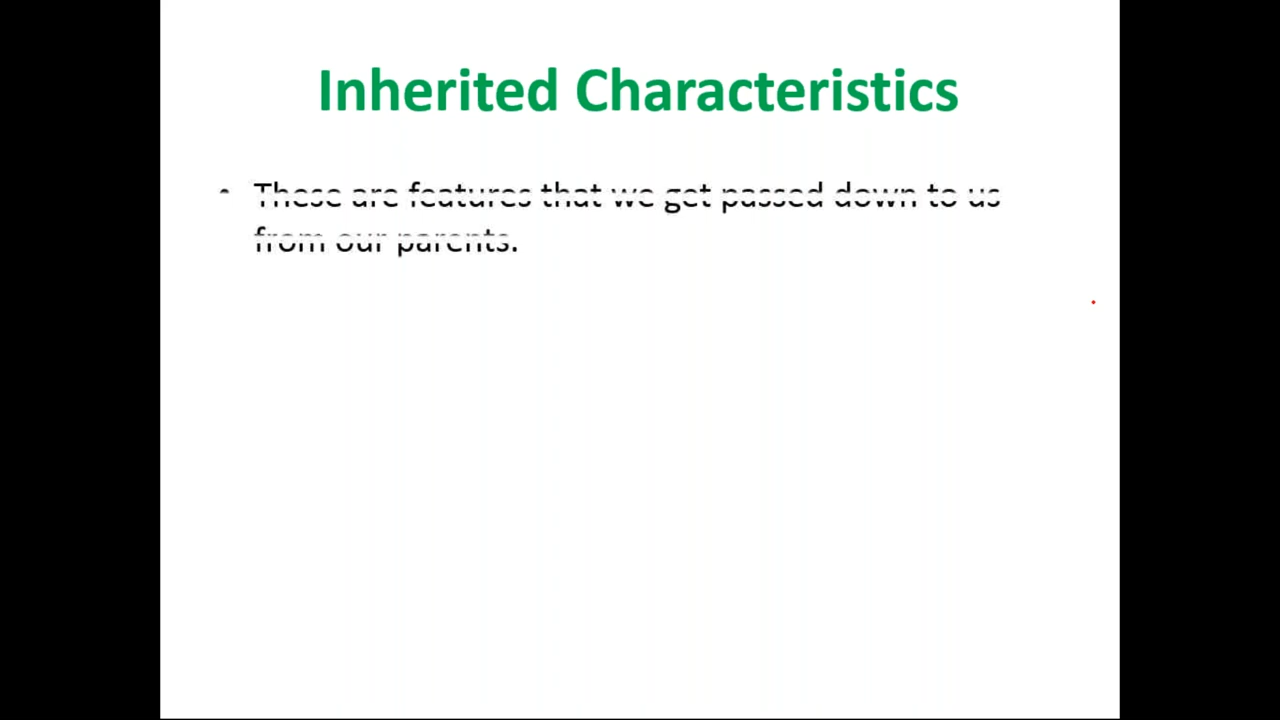 Inherited Characteristics
• These are features that we get passed down to us
from our parents.